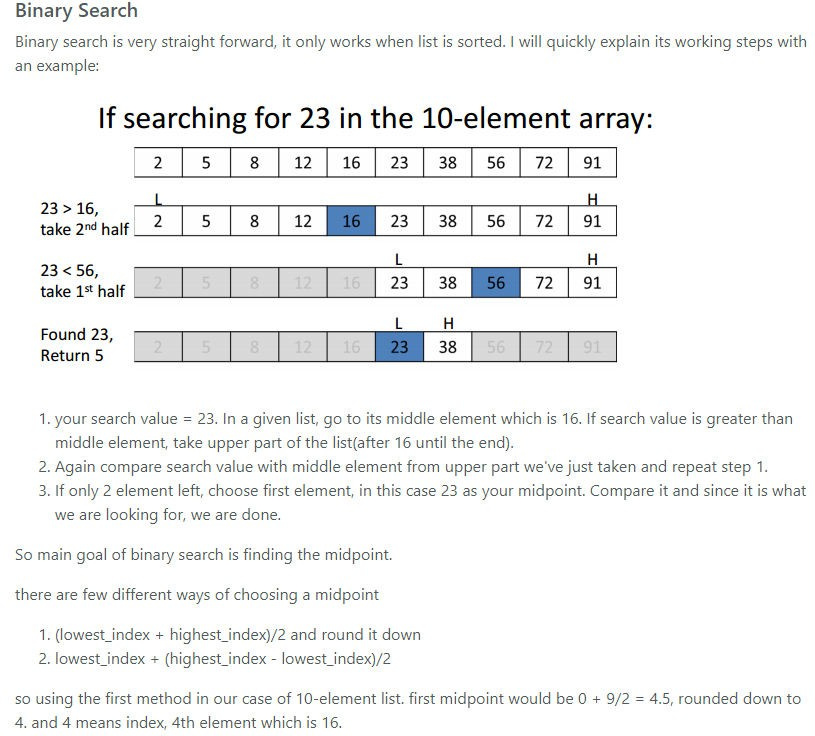 Binary Search
Binary search is very straight forward, it only works when list is sorted. I will quickly explain its working steps with
an example:
If searching for 23 in the 10-element array:
2 5 8 12 16 23 38 56 72 91
L H
23 > 16,
take 2nd half
2 5 8 12 16 23 38 56 72 91
L H
23 < 56,
take 1st half
2 5 8 12 16 23 38 56 72 91
L H
Found 23,
Return 5
2 5 8 12 16 23 38 56 72 91
1. your search value = 23. In a given list, go to its middle element which is 16. If search value is greater than
middle element, take upper part of the list(after 16 until the end).
2. Again compare search value with middle element from upper part we've just taken and repeat step 1.
3. If only 2 element left, choose first element, in this case 23 as your midpoint. Compare it and since it is what
we are looking for, we are done.
So main goal of binary search is finding the midpoint.
there are few different ways of choosing a midpoint
1. (lowest_index + highest_index)/2 and round it down
2. lowest_index + (highest_index - lowest_index)/2
so using the first method in our case of 10-element list. first midpoint would be 0 + 9/2 = 4.5, rounded down to
4. and 4 means index, 4th element which is 16.